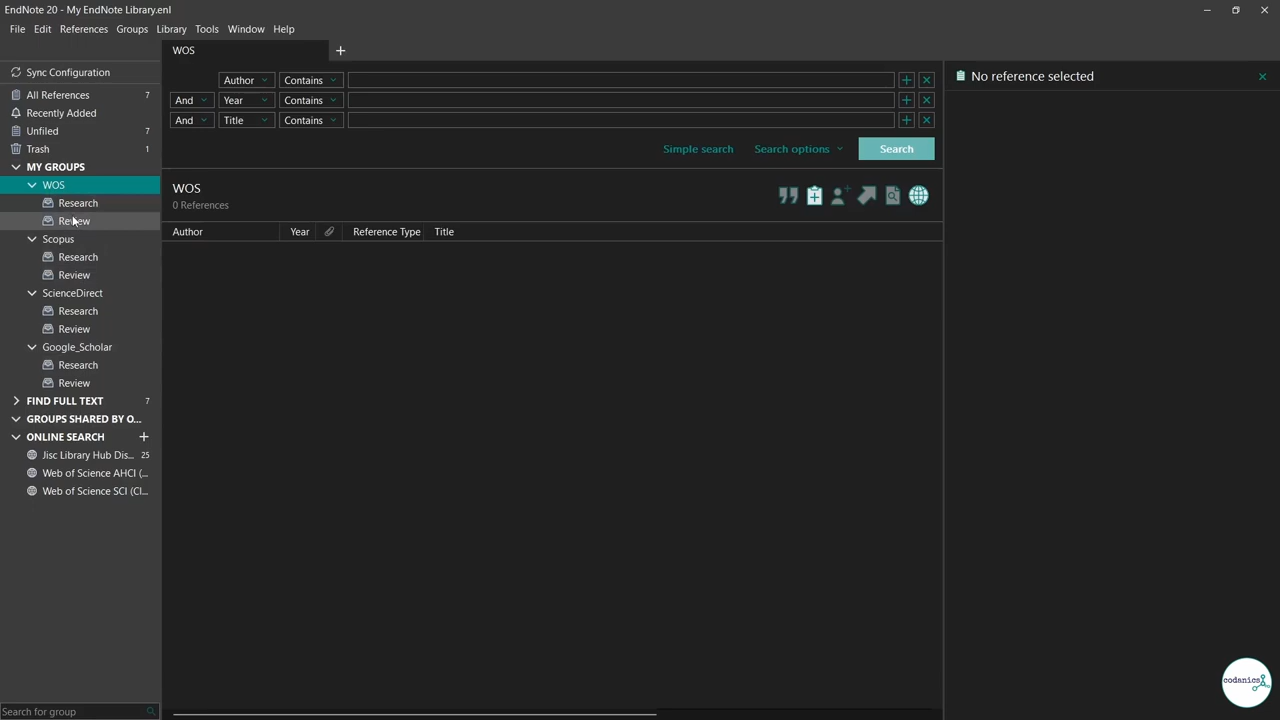 EndNote 20 - My EndNote Library.enl
File Edit References Groups Library Tools Window Help
WOS
Sync Configuration
Author Contains
All References 7
And Year Contains
Recently Added
And Title Contains
Unfiled 7
Trash 1
Simple search Search options Search
MY GROUPS
WOS
Research
Review
Scopus
Research
Review
ScienceDirect
Research
Review
Google_Scholar
Research
Review
FIND FULL TEXT 7
GROUPS SHARED BY O...
ONLINE SEARCH
Jisc Library Hub Dis... 25
Web of Science AHCI (...
Web of Science SCI (Cl...
Search for group
WOS
0 References
Author Year Reference Type Title
No reference selected
codanics